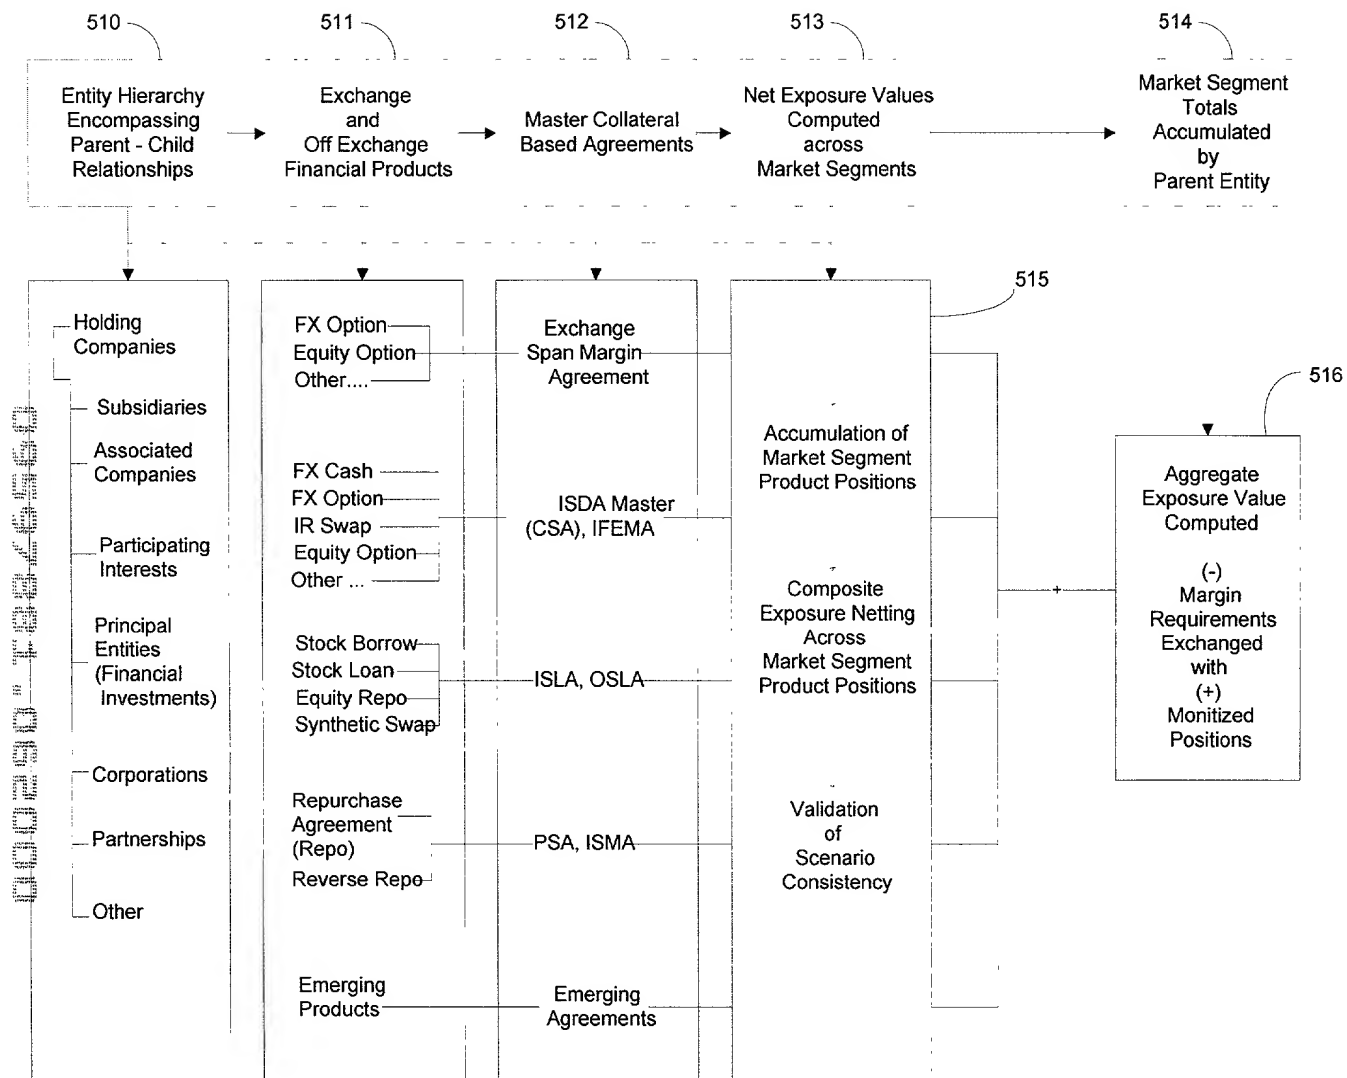 510
511
512
513
514
Entity Hierarchy
Encompassing
Parent - Child
Relationships
Exchange
and
Off Exchange
Financial Products
Master Collateral
Based Agreements
Net Exposure Values
Computed
across
Market Segments
Market Segment
Totals
Accumulated
by
Parent Entity
Holding
Companies
Subsidiaries
Associated
Companies
Participating
Interests
Principal
Entities
(Financial
Investments)
Corporations
Partnerships
Other
FX Option
Equity Option
Other....
FX Cash
FX Option
IR Swap
Equity Option
Other ...
Stock Borrow
Stock Loan
Equity Repo
Synthetic Swap
Repurchase
Agreement
(Repo)
Reverse Repo
Emerging
Products
Exchange
Span Margin
Agreement
ISDA Master
(CSA), IFEMA
ISLA, OSLA
PSA, ISMA
Emerging
Agreements
515
Accumulation of
Market Segment
Product Positions
Composite
Exposure Netting
Across
Market Segment
Product Positions
Validation
of
Scenario
Consistency
+
516
Aggregate
Exposure Value
Computed
(-)
Margin
Requirements
Exchanged
with
(+)
Monitized
Positions